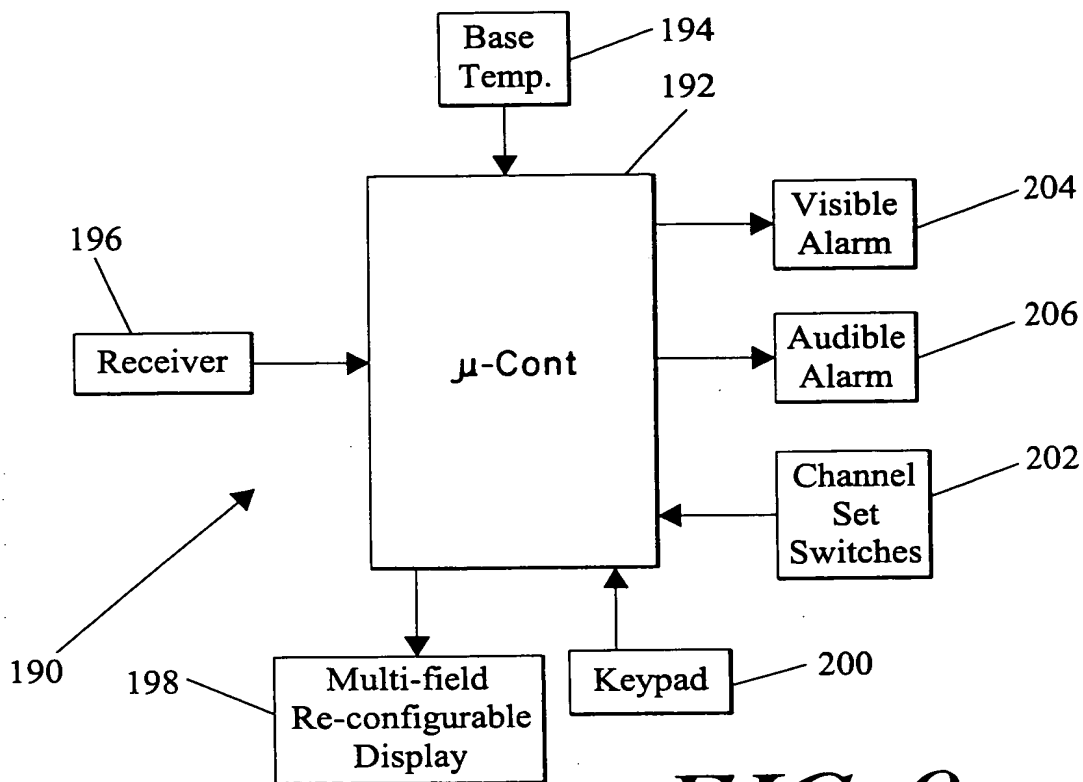 Base
Temp.
194
192
Visible
Alarm
204
196
Receiver
μ-Cont
Audible
Alarm
206
Channel
Set
Switches
202
190
198
Multi-field
Re-configurable
Display
Keypad
200